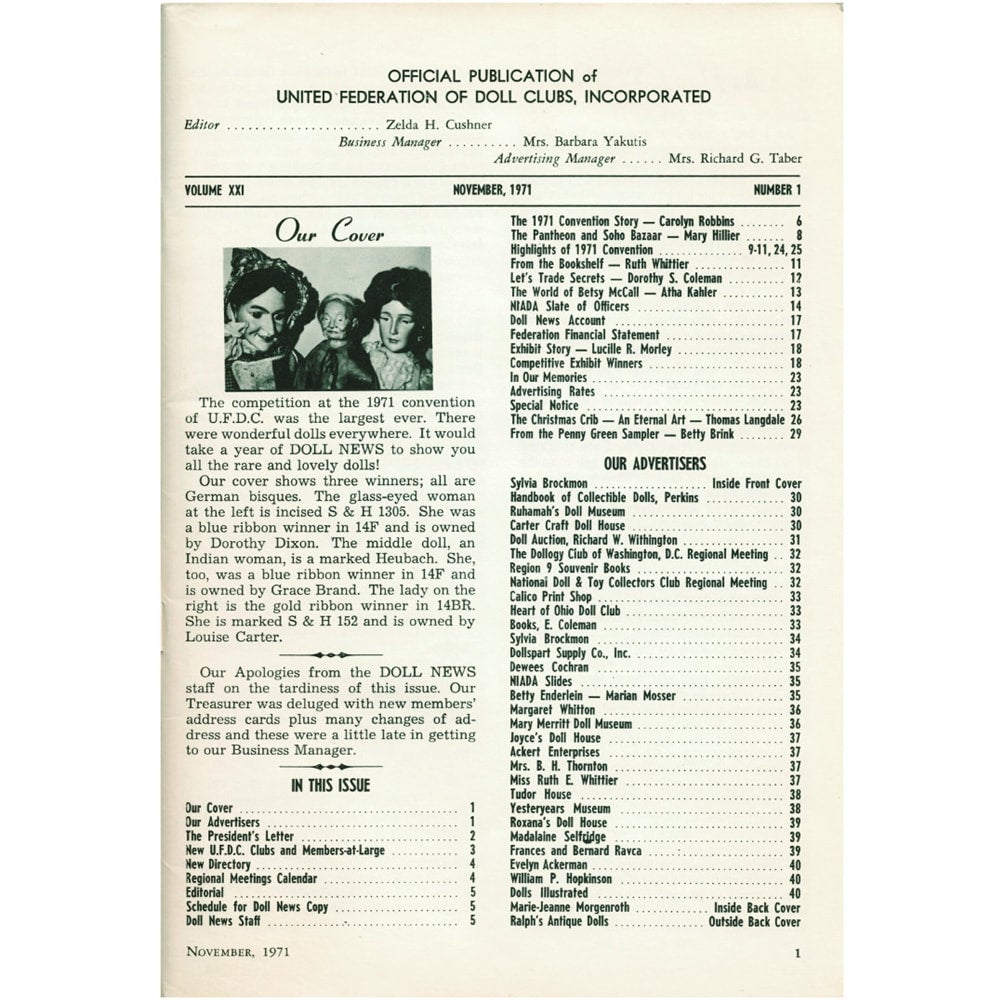 OFFICIAL PUBLICATION of
UNITED FEDERATION OF DOLL CLUBS, INCORPORATED
Editor ...................... Zelda H. Cushner
Business Manager .......... Mrs. Barbara Yakutis
Advertising Manager ...... Mrs. Richard G. Taber
VOLUME XXI NOVEMBER, 1971 NUMBER 1
Our Cover
The competition at the 1971 convention
of U.F.D.C. was the largest ever. There
were wonderful dolls everywhere. It would
take a year of DOLL NEWS to show you
all the rare and lovely dolls!
Our cover shows three winners; all are
German bisques. The glass-eyed woman
at the left is incised S & H 1305. She was
a blue ribbon winner in 14F and is owned
by Dorothy Dixon. The middle doll, an
Indian woman, is a marked Heubach. She,
too, was a blue ribbon winner in 14F and
is owned by Grace Brand. The lady on the
right is the gold ribbon winner in 14BR.
She is marked S & H 152 and is owned by
Louise Carter.
Our Apologies from the DOLL NEWS
staff on the tardiness of this issue. Our
Treasurer was deluged with new members'
address cards plus many changes of ad-
dress and these were a little late in getting
to our Business Manager.
IN THIS ISSUE
Our Cover ........ 1
Our Advertisers ........ 1
The President's Letter ........ 2
New U.F.D.C. Clubs and Members-at-Large ........ 3
New Directory ........ 4
Regional Meetings Calendar ........ 4
Editorial ........ 5
Schedule for Doll News Copy ........ 5
Doll News Staff ........ 5
The 1971 Convention Story — Carolyn Robbins ........ 6
The Pantheon and Soho Bazaar — Mary Hillier ....... 8
Highlights of 1971 Convention ........ 9-11, 24, 25
From the Bookshelf — Ruth Whittier ........ 11
Let's Trade Secrets — Dorothy S. Coleman ........ 12
The World of Betsy McCall — Atha Kahler ........ 13
NIADA Slate of Officers ........ 14
Doll News Account ........ 17
Federation Financial Statement ........ 17
Exhibit Story — Lucille R. Morley ........ 18
Competitive Exhibit Winners ........ 18
In Our Memories ........ 23
Advertising Rates ........ 23
Special Notice ........ 23
The Christmas Crib — An Eternal Art — Thomas Langdale 26
From the Penny Green Sampler — Betty Brink ........ 29
OUR ADVERTISERS
Sylvia Brockmon ........ Inside Front Cover
Handbook of Collectible Dolls, Perkins ........ 30
Ruhamah's Doll Museum ........ 30
Carter Craft Doll House ........ 30
Doll Auction, Richard W. Withington ........ 31
The Dollogy Club of Washington, D.C. Regional Meeting .. 32
Region 9 Souvenir Books ........ 32
National Doll & Toy Collectors Club Regional Meeting .. 32
Calico Print Shop ........ 33
Heart of Ohio Doll Club ........ 33
Books, E. Coleman ........ 33
Sylvia Brockmon ........ 34
Dollspart Supply Co., Inc. ........ 34
Dewees Cochran ........ 35
NIADA Slides ........ 35
Betty Enderlein — Marian Mosser ........ 35
Margaret Whitton ........ 36
Mary Merritt Doll Museum ........ 36
Joyce's Doll House ........ 37
Ackert Enterprises ........ 37
Mrs. B. H. Thornton ........ 37
Miss Ruth E. Whittier ........ 37
Tudor House ........ 38
Yesteryears Museum ........ 38
Roxana's Doll House ........ 39
Madalaine Selfridge ........ 39
Frances and Bernard Ravca ........ 39
Evelyn Ackerman ........ 40
William P. Hopkinson ........ 40
Dolls Illustrated ........ 40
Marie-Jeanne Morgenroth ........ Inside Back Cover
Ralph's Antique Dolls ........ Outside Back Cover
NOVEMBER, 1971 1